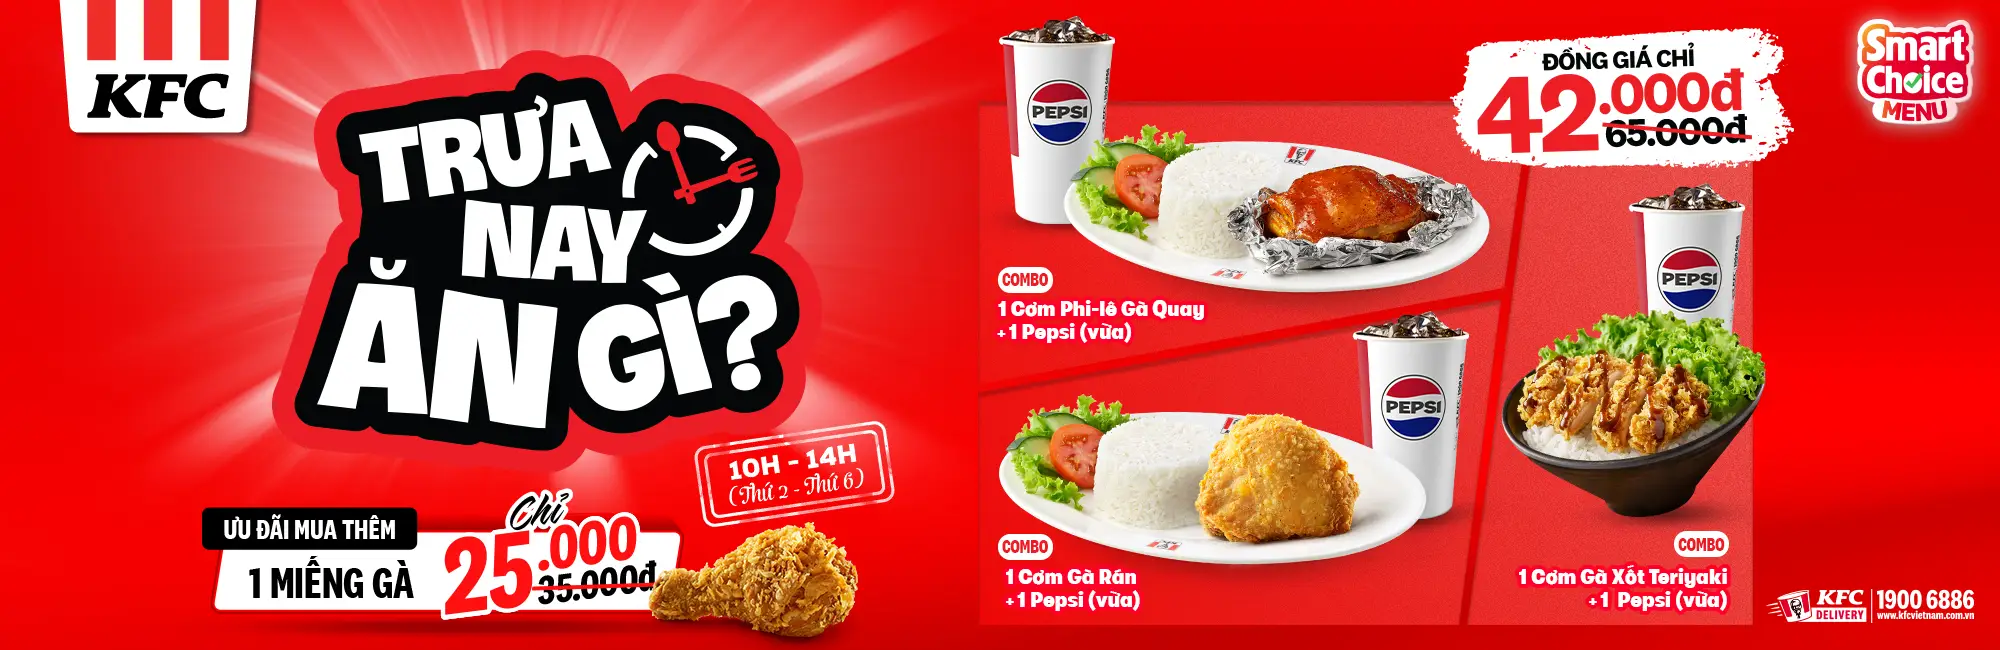 KFC
TRƯA
NAY
ĂN GÌ?
10H - 14H
(Thứ 2 - Thứ 6)
ƯU ĐÃI MUA THÊM
1 MIẾNG GÀ
Chỉ
25.000
35.000đ
ĐỒNG GIÁ CHỈ
42.000đ
65.000đ
Smart
Choice
MENU
PEPSI
KFC
KFC
COMBO
1 Cơm Phi-lê Gà Quay
+1 Pepsi (vừa)
PEPSI
COMBO
1 Cơm Gà Rán
+1 Pepsi (vừa)
PEPSI
COMBO
1 Cơm Gà Xốt Teriyaki
+1 Pepsi (vừa)
KFC
DELIVERY
1900 6886
www.kfcvietnam.com.vn